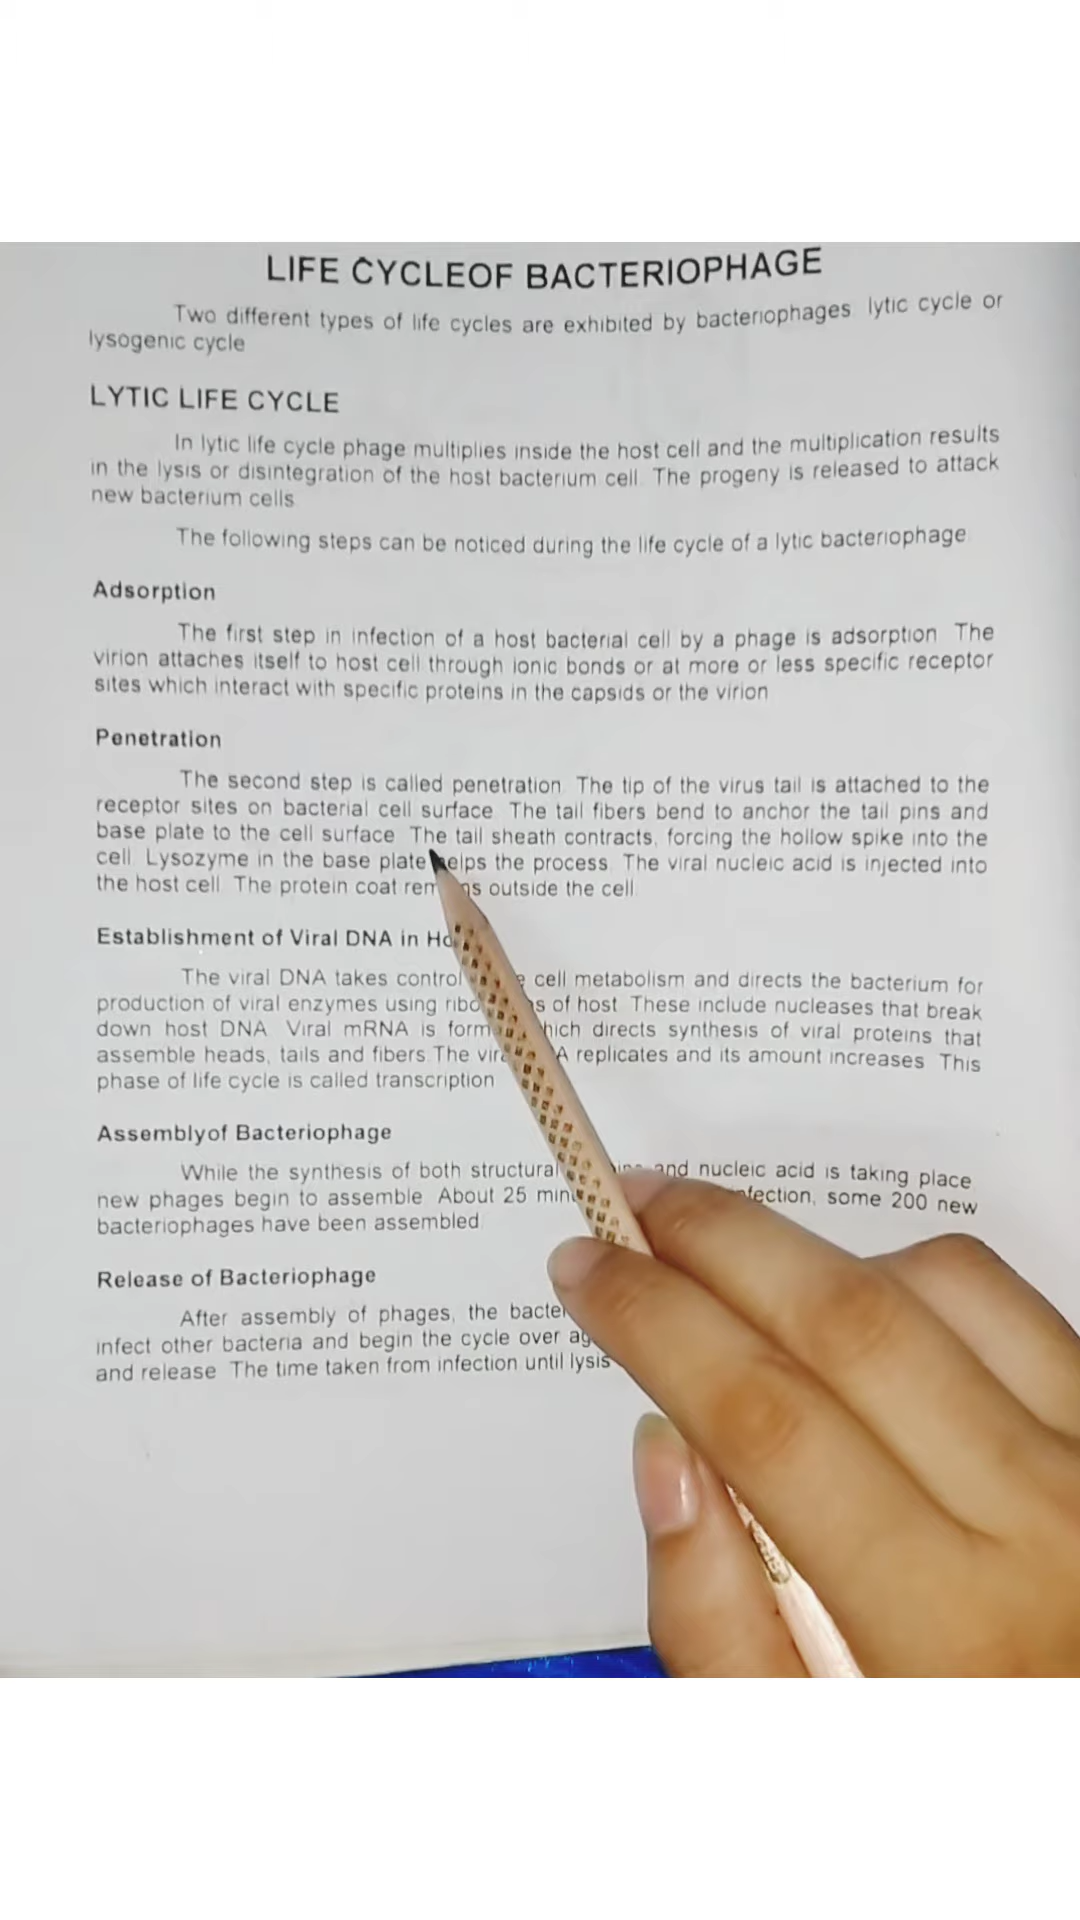 LIFE CYCLEOF BACTERIOPHAGE
Two different types of life cycles are exhibited by bacteriophages lytic cycle or
lysogenic cycle
LYTIC LIFE CYCLE
In lytic life cycle phage multiplies inside the host cell and the multiplication results
in the lysis or disintegration of the host bacterium cell. The progeny is released to attack
new bacterium cells
The following steps can be noticed during the life cycle of a lytic bacteriophage
Adsorption
The first step in infection of a host bacterial cell by a phage is adsorption The
virion attaches itself to host cell through ionic bonds or at more or less specific receptor
sites which interact with specific proteins in the capsids or the virion
Penetration
The second step is called penetration The tip of the virus tail is attached to the
receptor sites on bacterial cell surface The tail fibers bend to anchor the tail pins and
base plate to the cell surface The tail sheath contracts, forcing the hollow spike into the
cell Lysozyme in the base plate helps the process The viral nucleic acid is injected into
the host cell The protein coat outside the cell
Establishment of Viral DNA in
The viral DNA takes control cell metabolism and directs the bacterium for
production of viral enzymes using of host These include nucleases that break
down host DNA Viral mRNA is which directs synthesis of viral proteins that
assemble heads, tails and fibers The replicates and its amount increases This
phase of life cycle is called transcription
Assemblyof Bacteriophage
While the synthesis of both structural and nucleic acid is taking place
new phages begin to assemble About 25 infection, some 200 new
bacteriophages have been assembled
Release of Bacteriophage
After assembly of phages, the
infect other bacteria and begin the cycle over
and release The time taken from infection until lysis